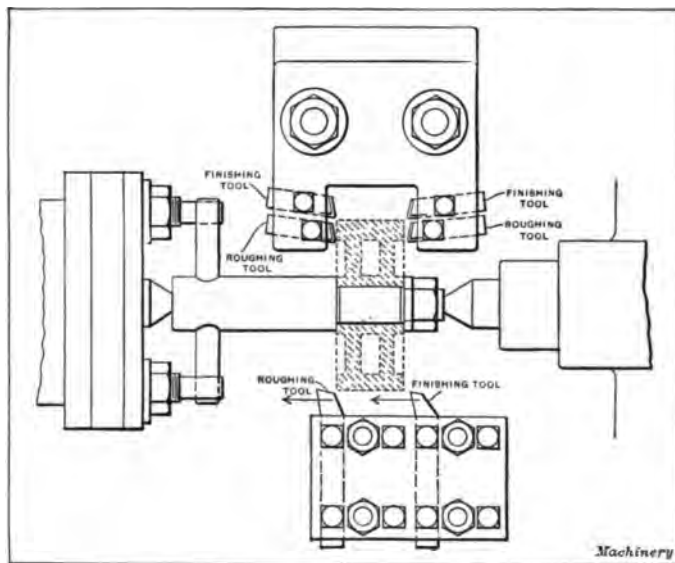 FINISHING
TOOL
ROUGHING
TOOL
FINISHING
TOOL
ROUGHING
TOOL
ROUGHING
TOOL
FINISHING TOOL
Machinery